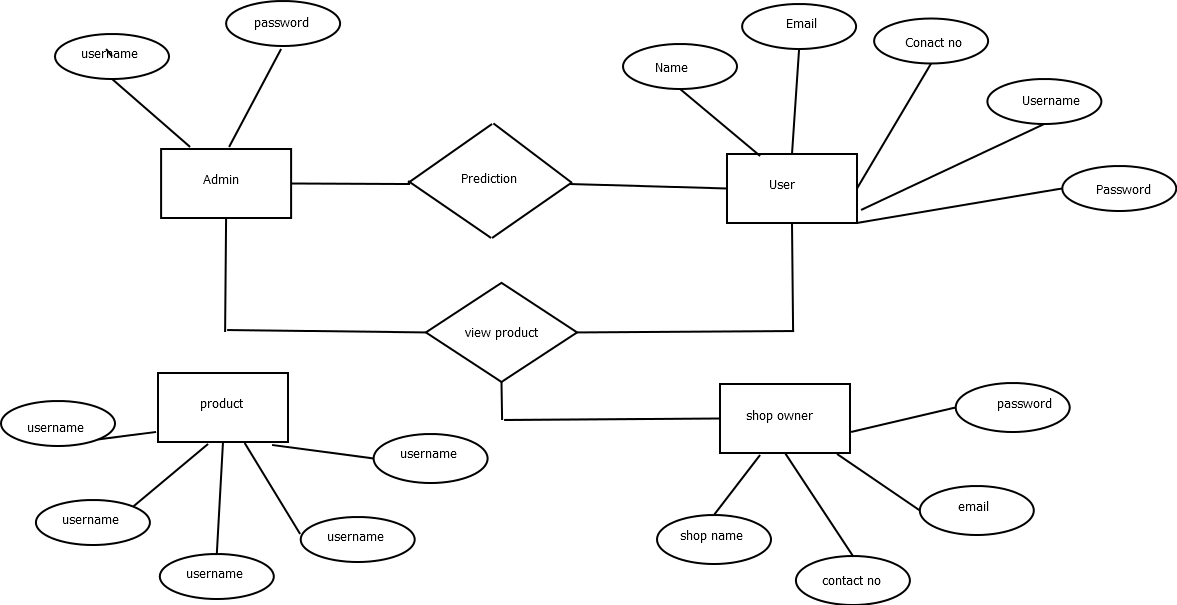 password
username
Email
Conact no
Name
Username
Admin
Prediction
User
Password
view product
product
shop owner
password
username
username
username
email
username
shop name
username
contact no